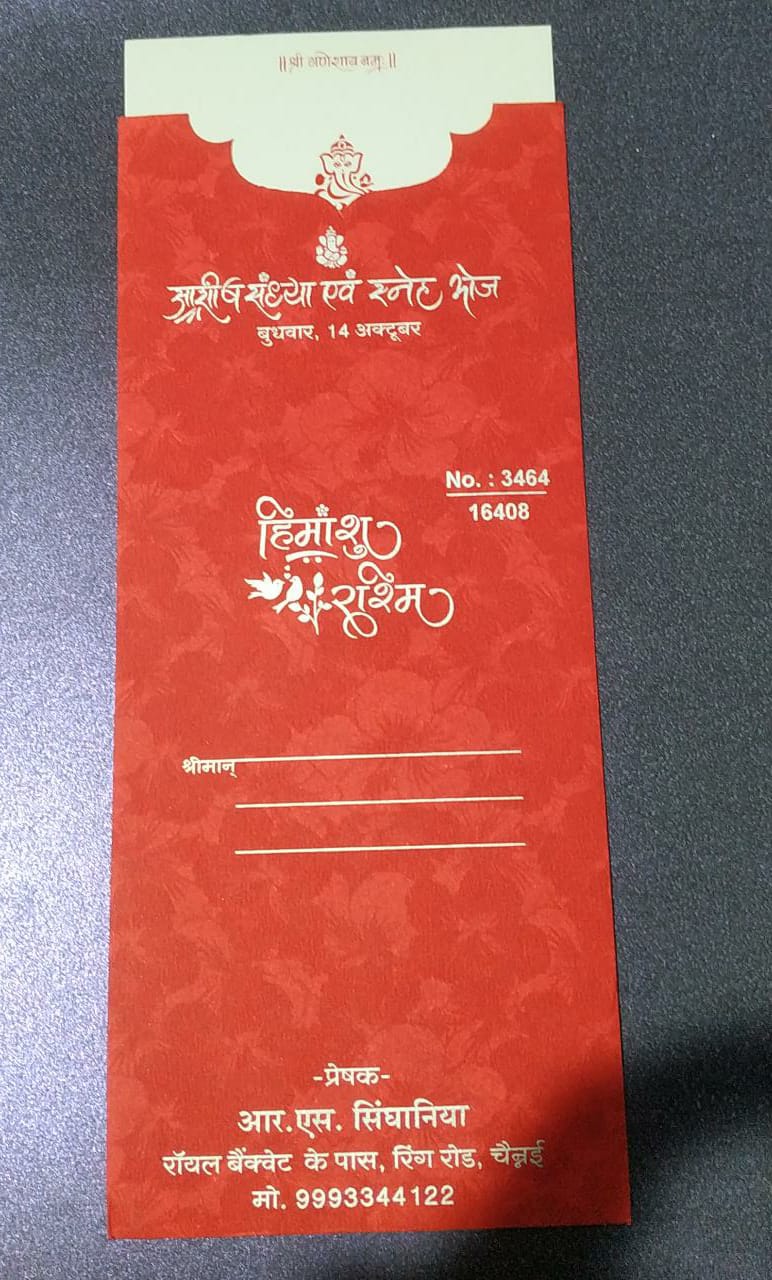 ॥ श्री गणेशाय नमः ॥
आशीष संध्या एवं स्नेह भोज
बुधवार, 14 अक्टूबर
No. : 3464
16408
हिमांशु
रश्मि
श्रीमान्
-प्रेषक-
आर.एस. सिंघानिया
रॉयल बैंक्वेट के पास, रिंग रोड, चैन्नई
मो. 9993344122